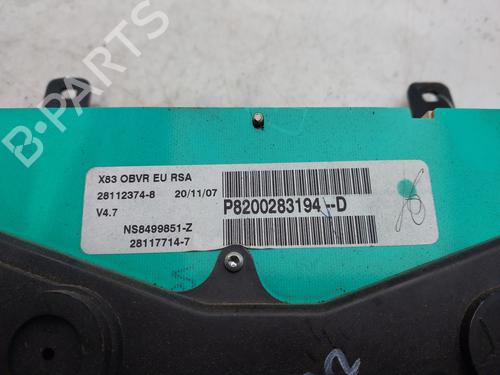 B-PARTS
X83 OBVR EU RSA
28112374-8 20/11/07
V4.7
P8200283194--D
NS8499851-Z
28117714-7